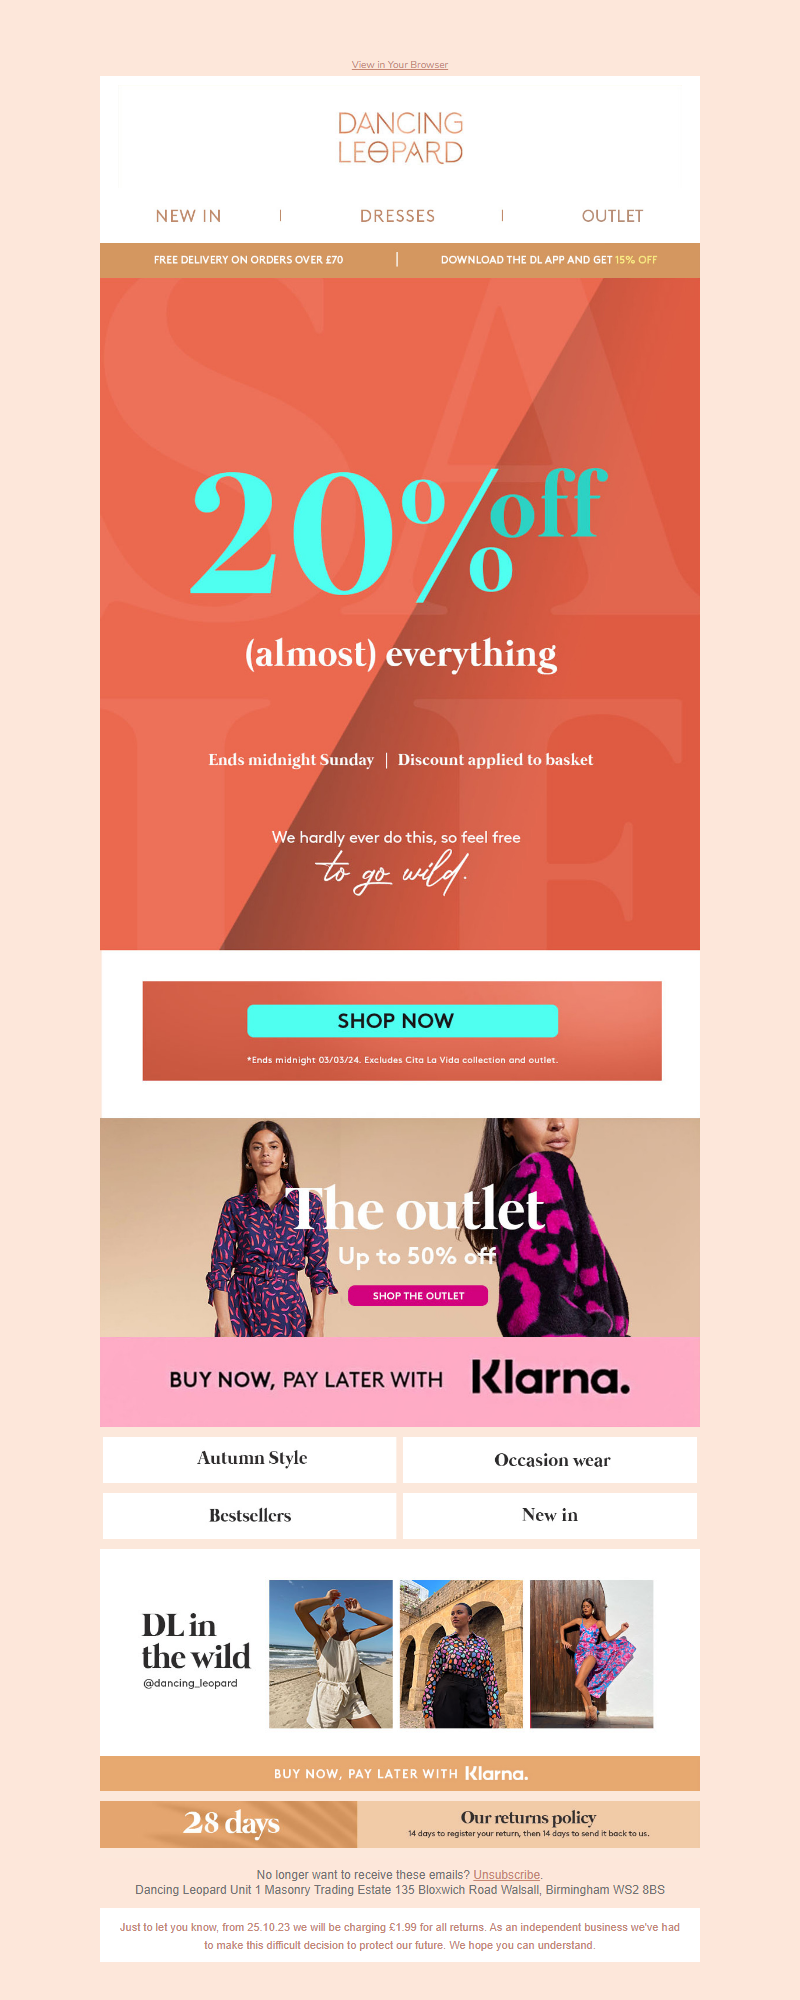 View in Your Browser
DANCING
LEOPARD
NEW IN | DRESSES | OUTLET
FREE DELIVERY ON ORDERS OVER £70 | DOWNLOAD THE DL APP AND GET 15% OFF
SALE
20% off
(almost) everything
Ends midnight Sunday | Discount applied to basket
We hardly ever do this, so feel free
to go wild.
SHOP NOW
*Ends midnight 03/03/24. Excludes Cita La Vida collection and outlet.
The outlet
Up to 50% off
SHOP THE OUTLET
BUY NOW, PAY LATER WITH Klarna.
Autumn Style
Occasion wear
Bestsellers
New in
DL in
the wild
@dancing_leopard
BUY NOW, PAY LATER WITH Klarna.
28 days
Our returns policy
14 days to register your return, then 14 days to send it back to us.
No longer want to receive these emails? Unsubscribe.
Dancing Leopard Unit 1 Masonry Trading Estate 135 Bloxwich Road Walsall, Birmingham WS2 8BS
Just to let you know, from 25.10.23 we will be charging £1.99 for all returns. As an independent business we've had
to make this difficult decision to protect our future. We hope you can understand.